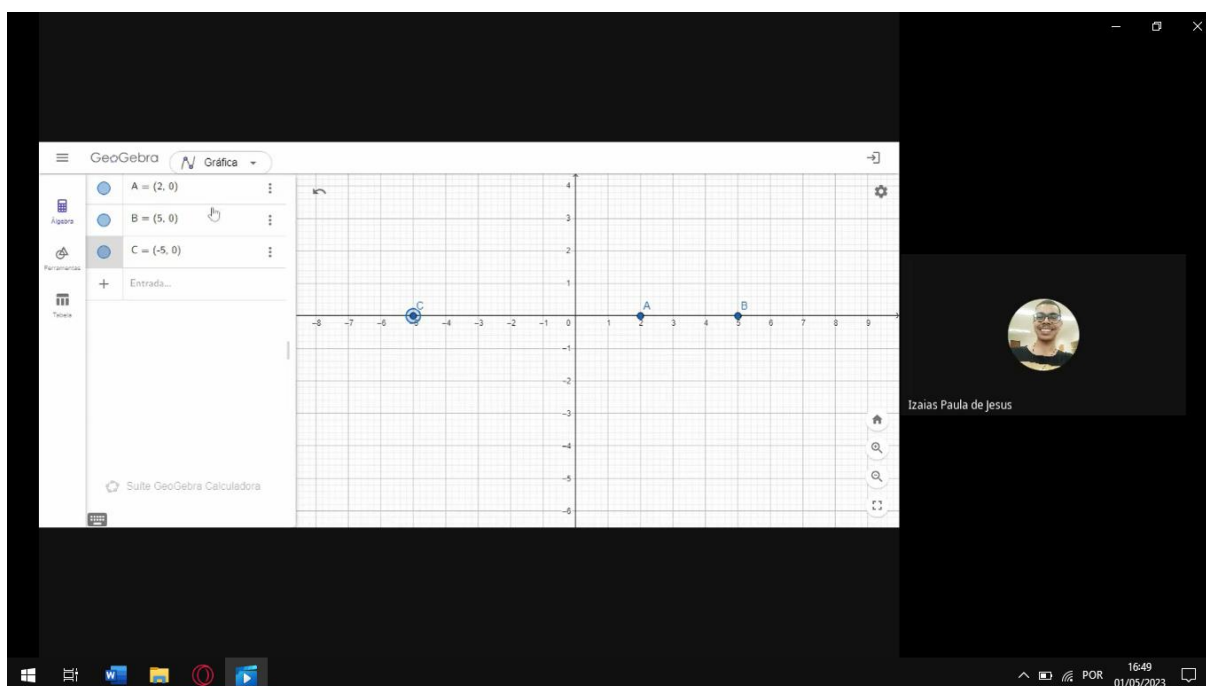 GeoGebra
Gráfica
Álgebra
Ferramentas
Tabela
A = (2, 0)
B = (5, 0)
C = (-5, 0)
Entrada...
Suíte GeoGebra Calculadora
4
3
2
1
-8 -7 -6 -5 -4 -3 -2 -1 0 1 2 3 4 5 6 7 8 9
-1
-2
-3
-4
-5
-6
C
A
B
Izaias Paula de Jesus
POR
16:49
01/05/2023